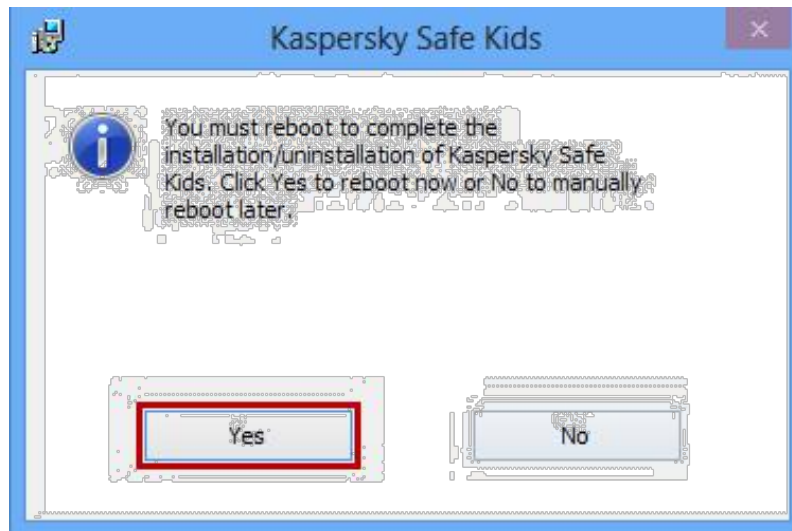 Kaspersky Safe Kids
You must reboot to complete the
installation/uninstallation of Kaspersky Safe
Kids. Click Yes to reboot now or No to manually
reboot later.
Yes
No